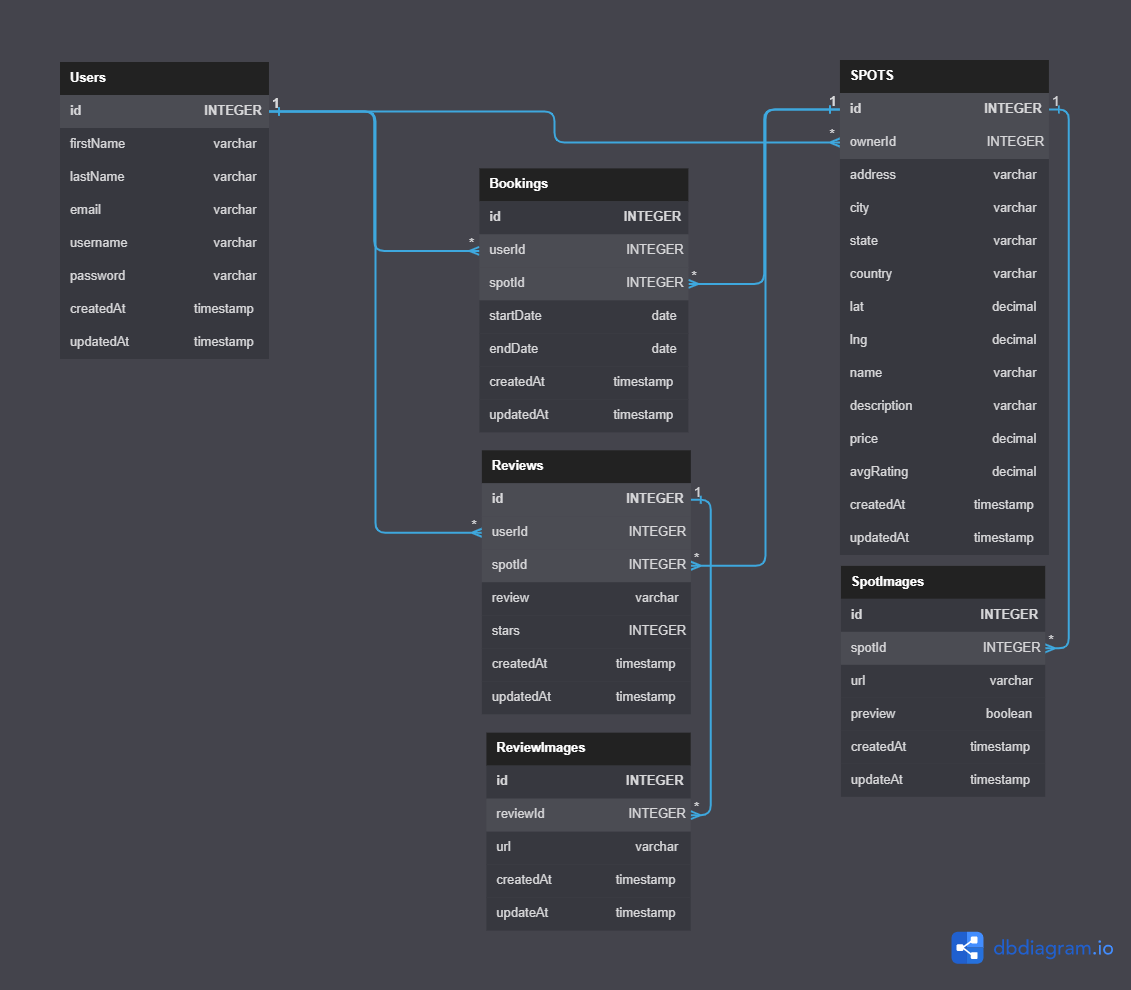 Users
id INTEGER 1
firstName varchar
lastName varchar
email varchar
username varchar
password varchar
createdAt timestamp
updatedAt timestamp
Bookings
id INTEGER
* userId INTEGER
spotId INTEGER *
startDate date
endDate date
createdAt timestamp
updatedAt timestamp
Reviews
id INTEGER 1
* userId INTEGER
spotId INTEGER *
review varchar
stars INTEGER
createdAt timestamp
updatedAt timestamp
ReviewImages
id INTEGER
reviewId INTEGER *
url varchar
createdAt timestamp
updateAt timestamp
SPOTS
1 id INTEGER 1
* ownerId INTEGER
address varchar
city varchar
state varchar
country varchar
lat decimal
lng decimal
name varchar
description varchar
price decimal
avgRating decimal
createdAt timestamp
updatedAt timestamp
SpotImages
id INTEGER
spotId INTEGER *
url varchar
preview boolean
createdAt timestamp
updateAt timestamp
dbdiagram.io